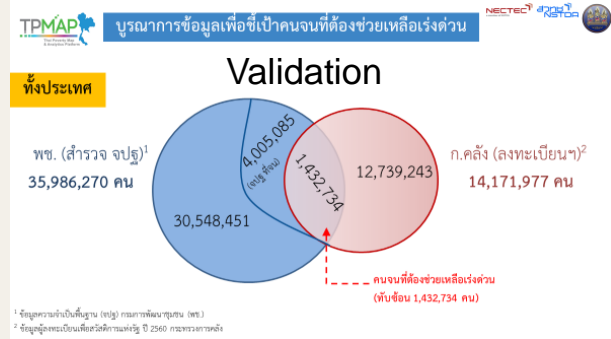 TPMAP
Thai Poverty Map
& Analytics Platform
บูรณาการข้อมูลเพื่อชี้เป้าคนจนที่ต้องช่วยเหลือเร่งด่วน
NECTEC
สวทช
NSTDA
ทั้งประเทศ
Validation
พช. (สำรวจ จปฐ)¹
35,986,270 คน
4,005,085
(จปฐ ที่จน)
1,432,734
30,548,451
12,739,243
ก.คลัง (ลงทะเบียนฯ)²
14,171,977 คน
คนจนที่ต้องช่วยเหลือเร่งด่วน
(ทับซ้อน 1,432,734 คน)
¹ ข้อมูลความจำเป็นพื้นฐาน (จปฐ) กรมการพัฒนาชุมชน (พช.)
² ข้อมูลผู้ลงทะเบียนเพื่อสวัสดิการแห่งรัฐ ปี 2560 กระทรวงการคลัง